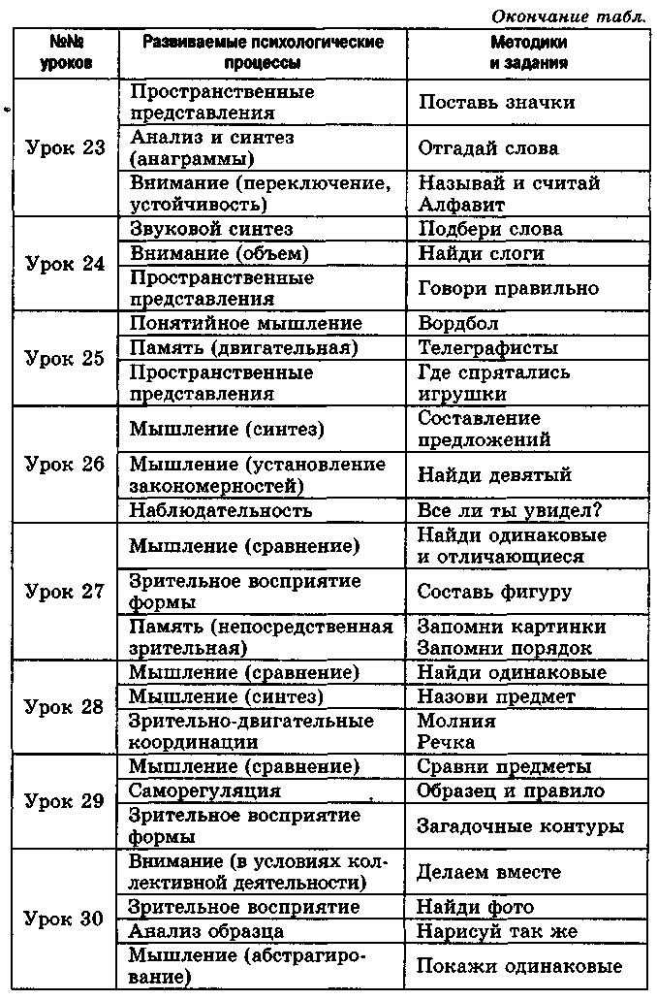 Окончание табл.
№№ уроков | Развиваемые психологические процессы | Методики и задания
Урок 23
Пространственные
представления
Поставь значки
Анализ и синтез
(анаграммы)
Отгадай слова
Внимание (переключение,
устойчивость)
Называй и считай
Алфавит
Урок 24
Звуковой синтез
Подбери слова
Внимание (объем)
Найди слоги
Пространственные
представления
Говори правильно
Урок 25
Понятийное мышление
Вордбол
Память (двигательная)
Телеграфисты
Пространственные
представления
Где спрятались
игрушки
Урок 26
Мышление (синтез)
Составление
предложений
Мышление (установление
закономерностей)
Найди девятый
Наблюдательность
Все ли ты увидел?
Урок 27
Мышление (сравнение)
Найди одинаковые
и отличающиеся
Зрительное восприятие
формы
Составь фигуру
Память (непосредственная
зрительная)
Запомни картинки
Запомни порядок
Урок 28
Мышление (сравнение)
Найди одинаковые
Мышление (синтез)
Назови предмет
Зрительно-двигательные
координации
Молния
Речка
Урок 29
Мышление (сравнение)
Сравни предметы
Саморегуляция
Образец и правило
Зрительное восприятие
формы
Загадочные контуры
Урок 30
Внимание (в условиях кол-
лективной деятельности)
Делаем вместе
Зрительное восприятие
Найди фото
Анализ образца
Нарисуй так же
Мышление (абстрагиро-
вание)
Покажи одинаковые